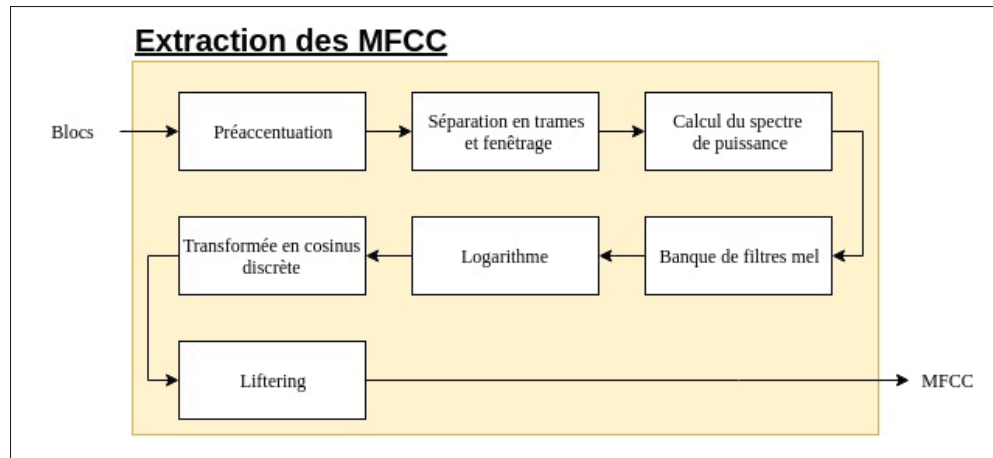 Extraction des MFCC
Blocs
Préaccentuation
Séparation en trames
et fenêtrage
Calcul du spectre
de puissance
Banque de filtres mel
Logarithme
Transformée en cosinus
discrète
Liftering
MFCC